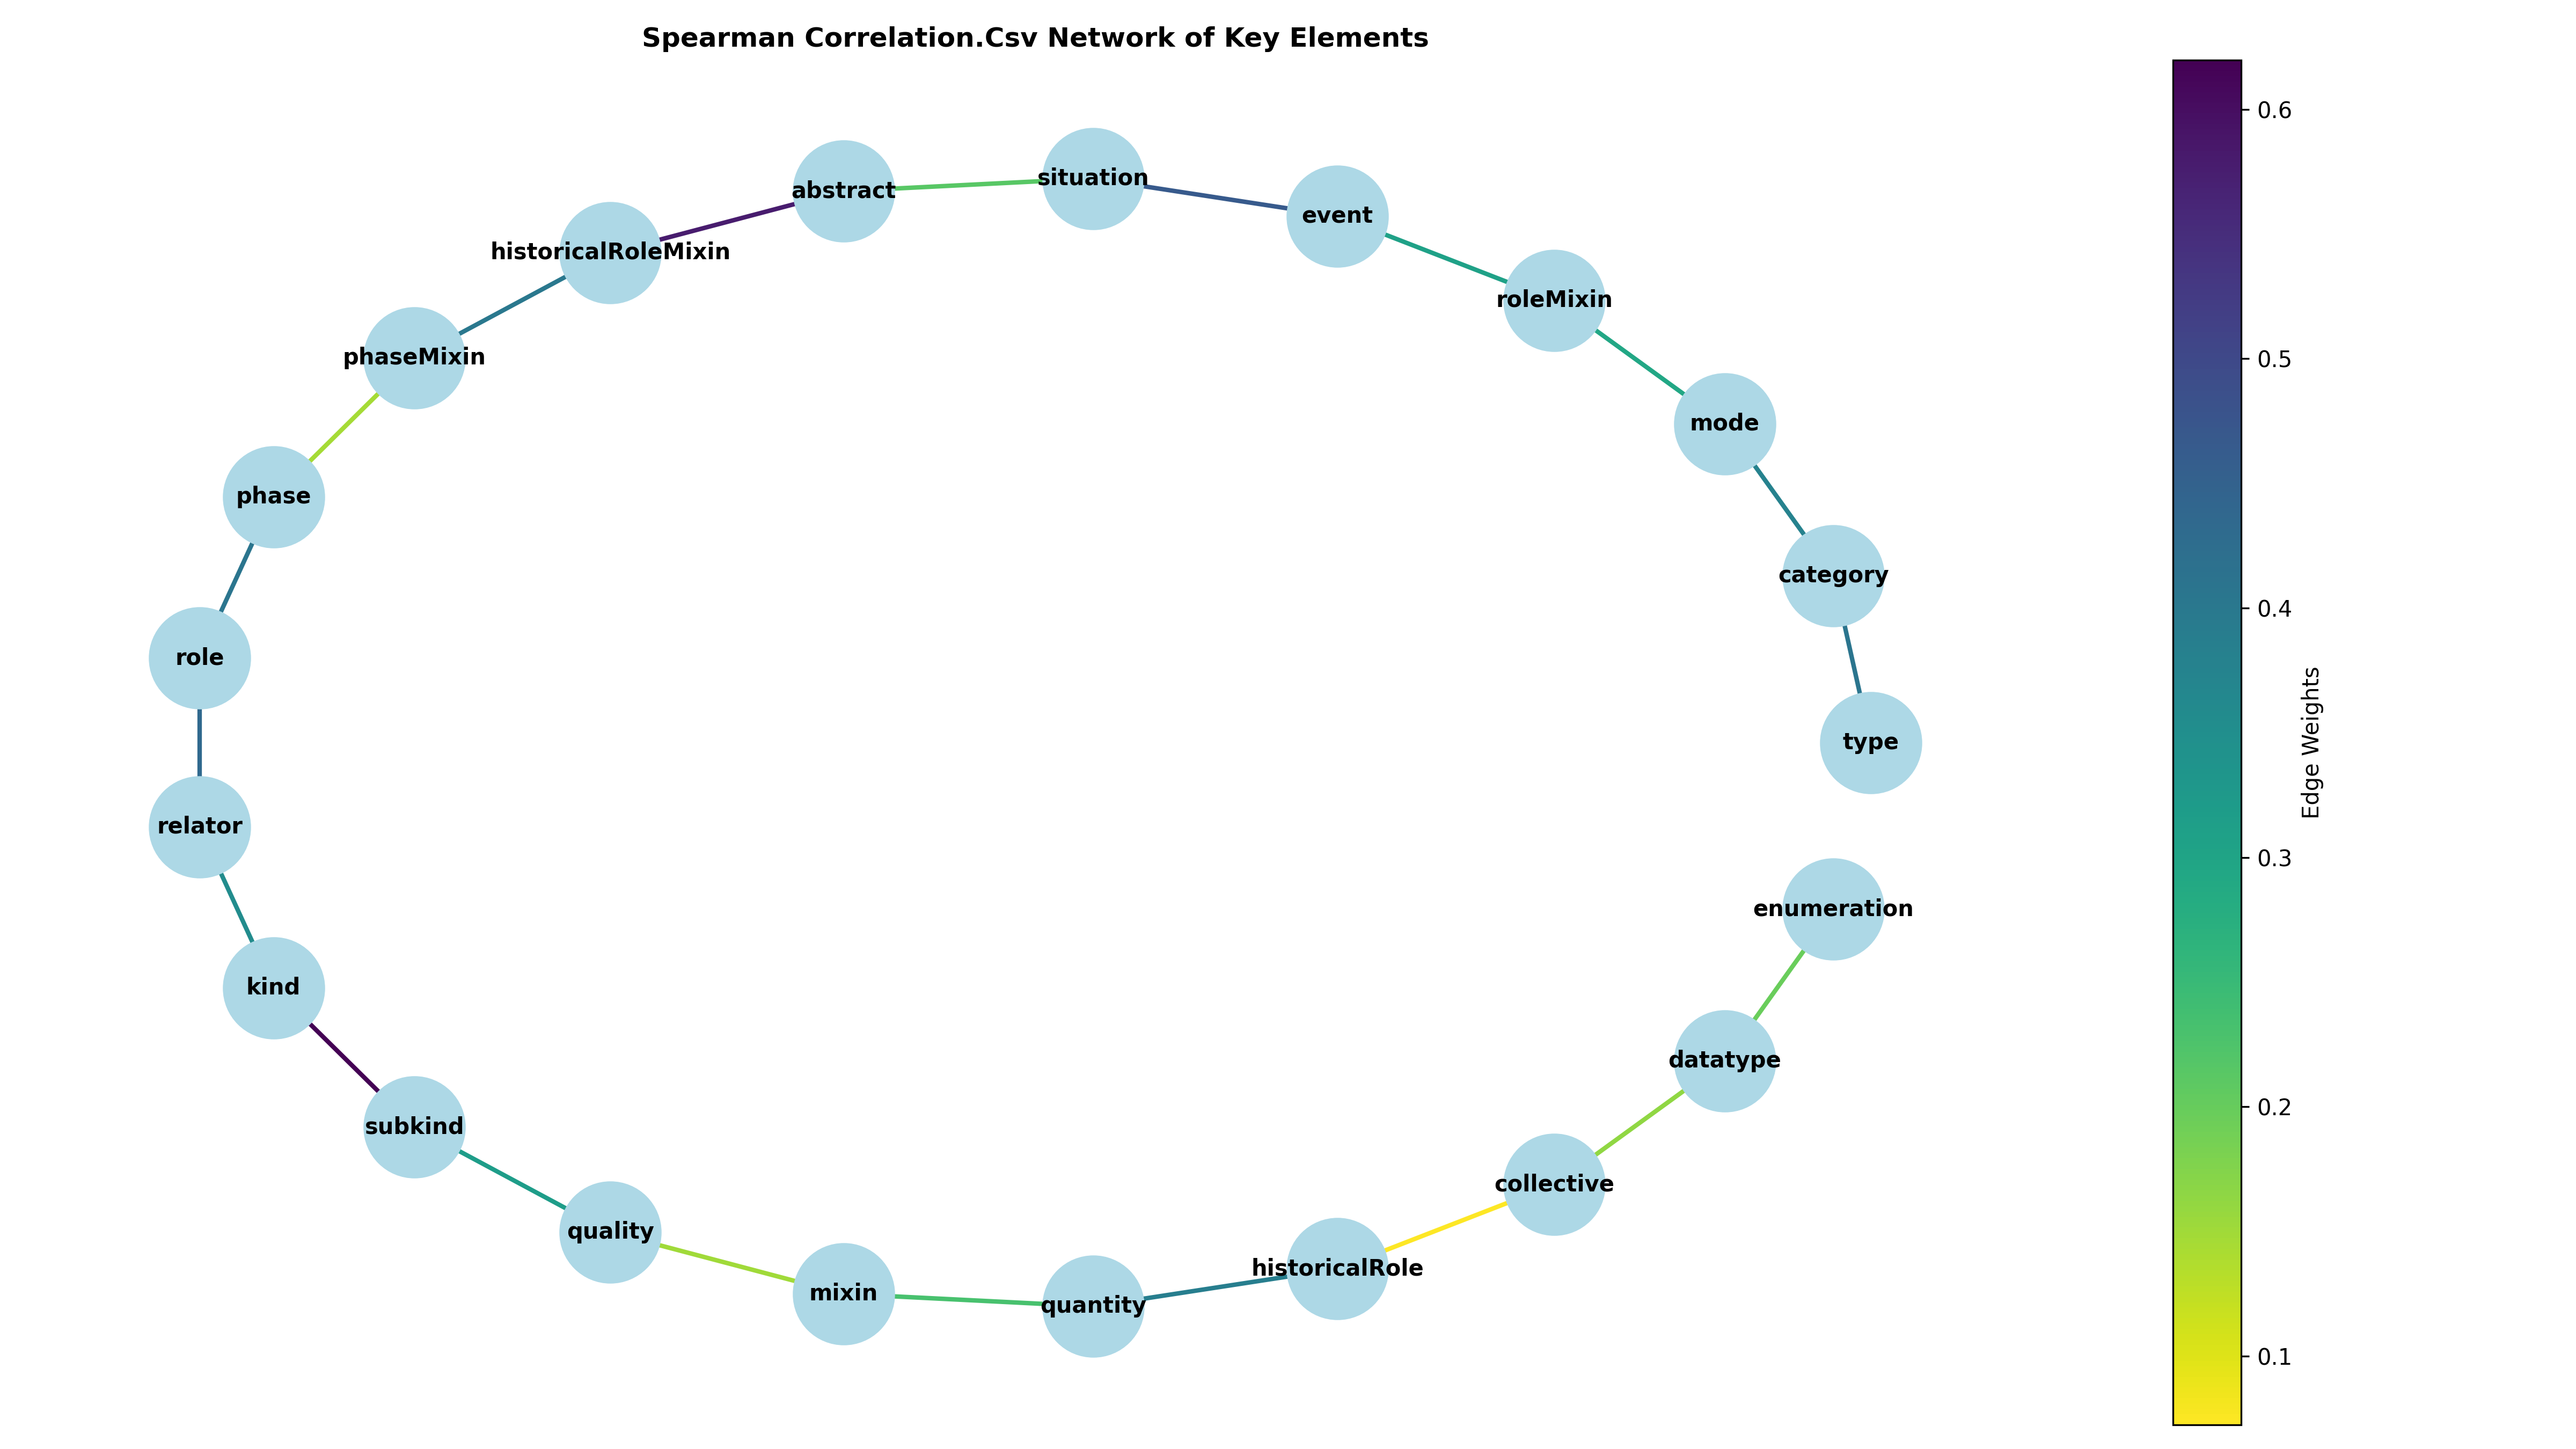 Spearman Correlation.Csv Network of Key Elements
situation
abstract
event
historicalRoleMixin
roleMixin
phaseMixin
mode
phase
category
role
type
relator
enumeration
kind
datatype
subkind
collective
quality
historicalRole
mixin
quantity
0.6
0.5
0.4
0.3
0.2
0.1
Edge Weights